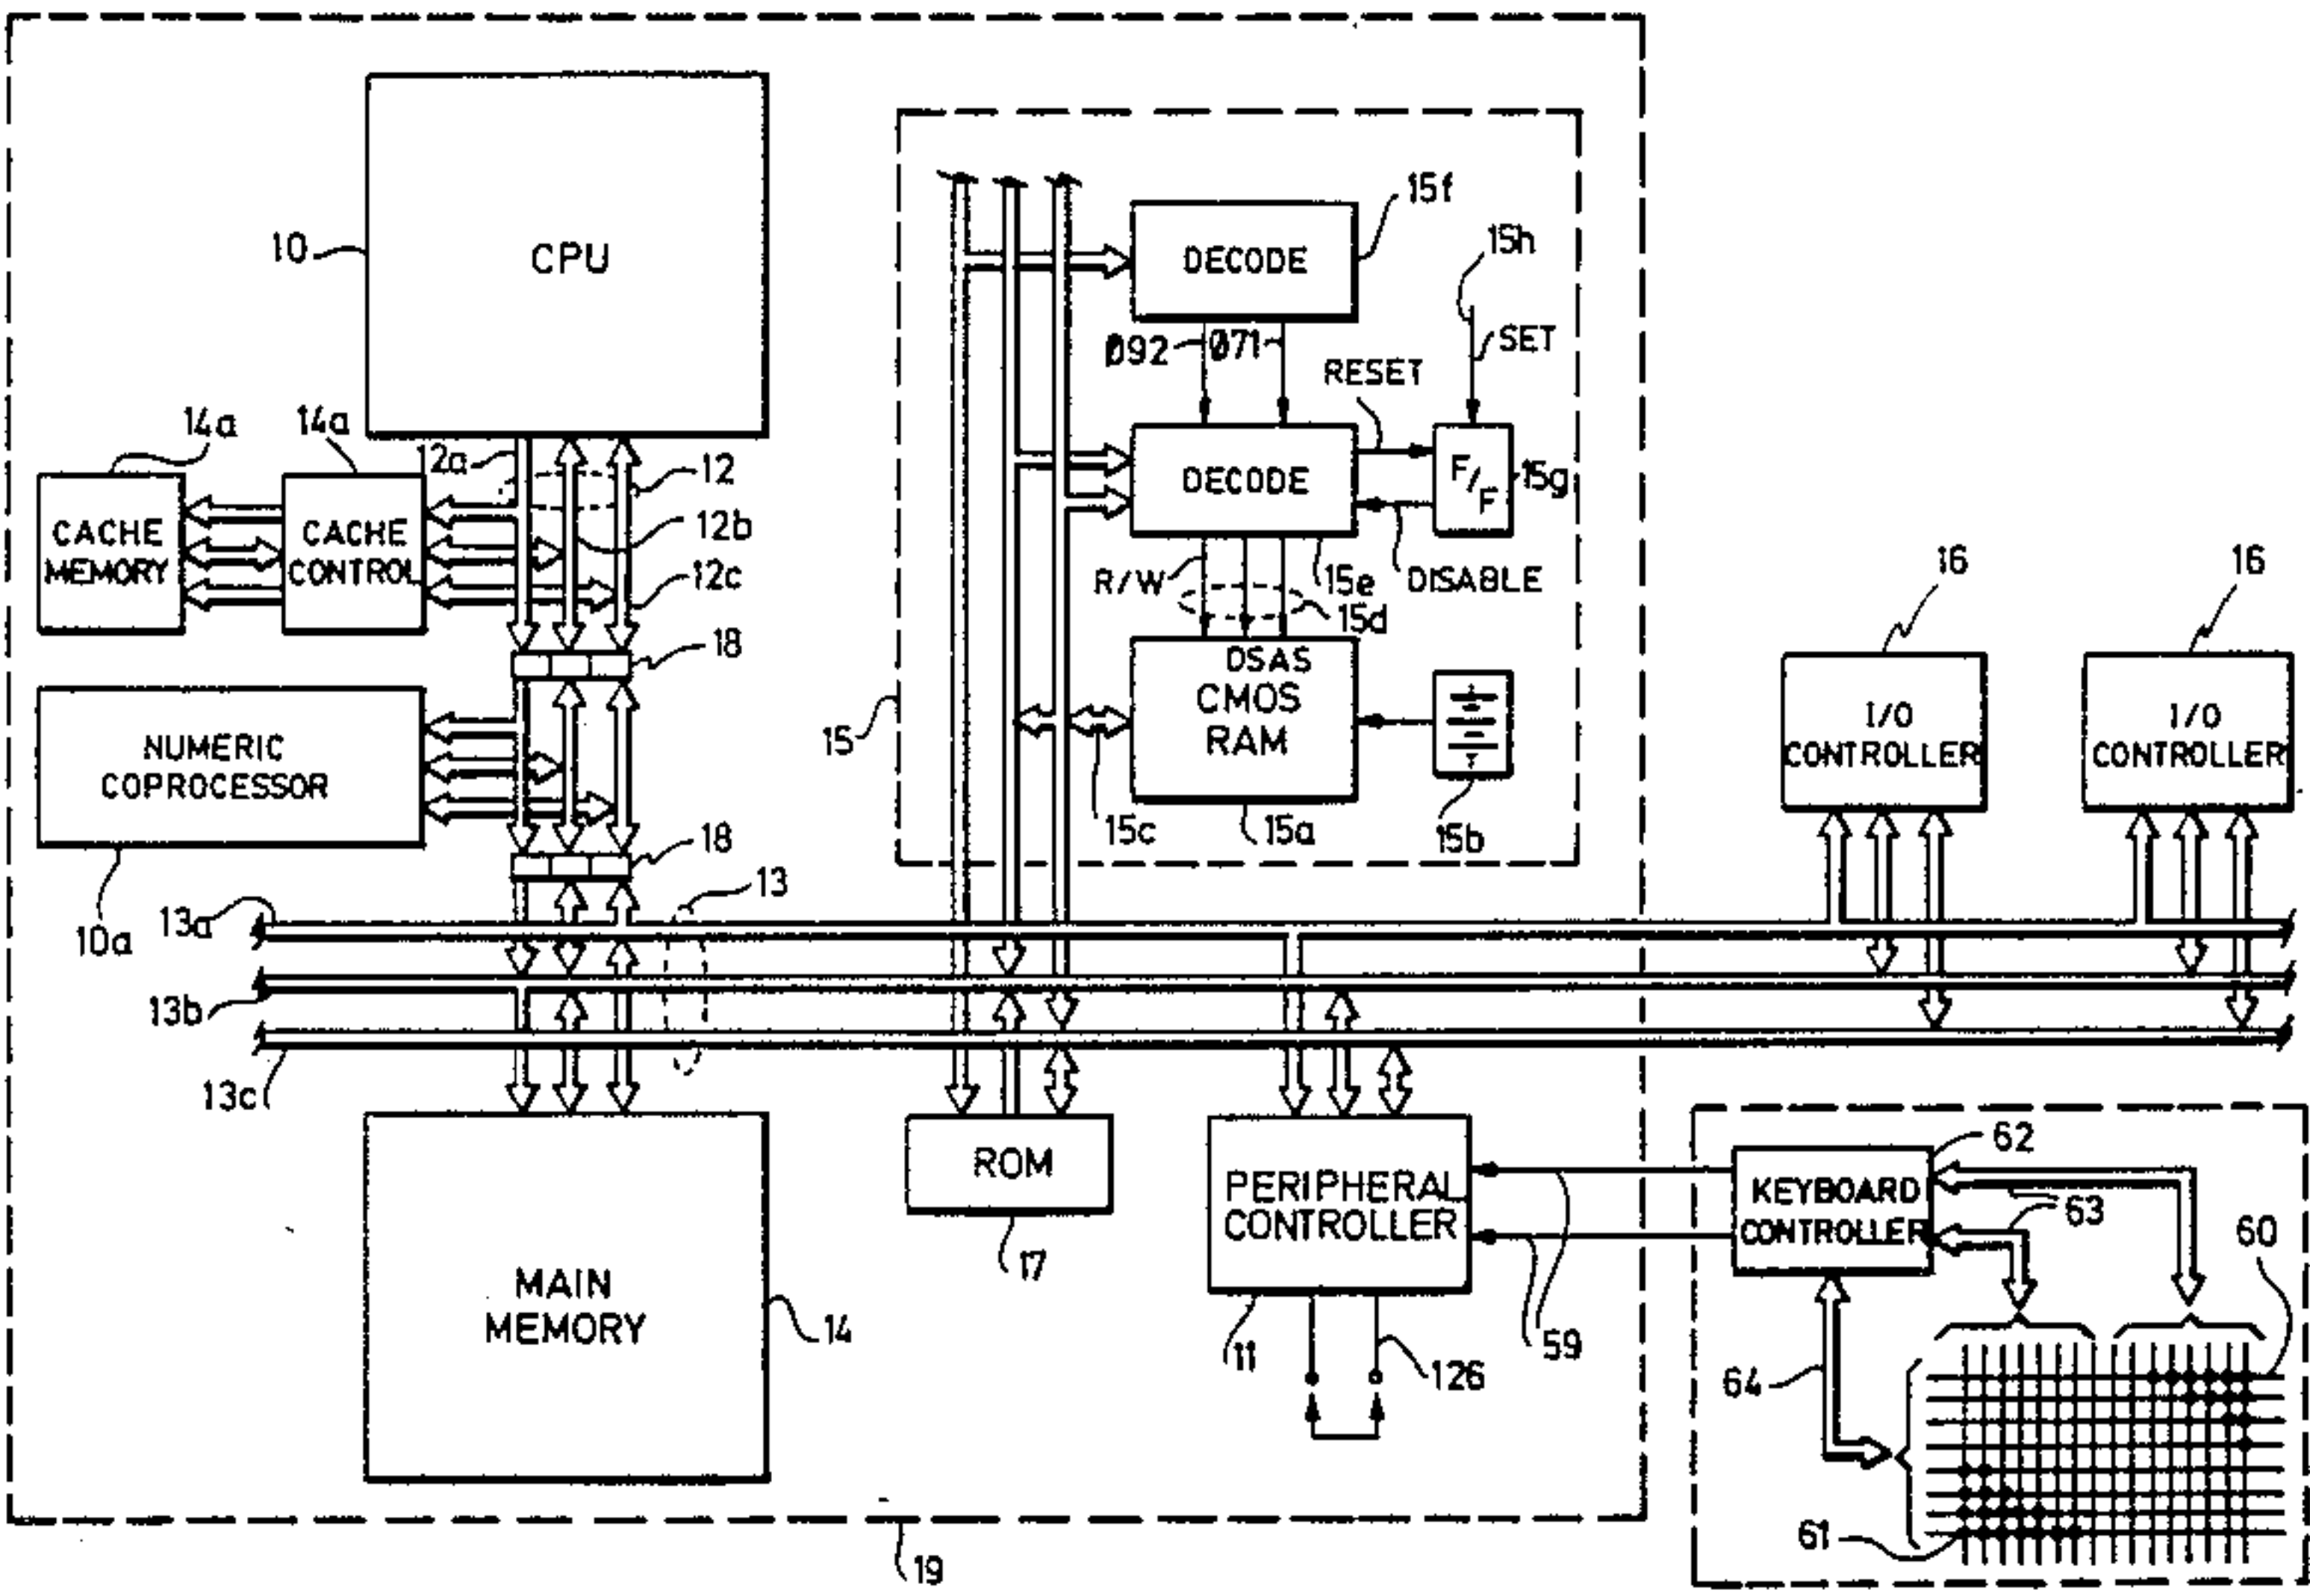 10
CPU
15f
DECODE
15h
SET
Ø92
Ø71
RESET
14a
14a
12a
12
12b
12c
CACHE
MEMORY
CACHE
CONTROL
DECODE
F/F
15g
R/W
15e
DISABLE
15d
18
DSAS
CMOS
RAM
15
15c
15a
15b
NUMERIC
COPROCESSOR
10a
18
16
16
I/O
CONTROLLER
I/O
CONTROLLER
13
13a
13b
13c
MAIN
MEMORY
14
ROM
17
PERIPHERAL
CONTROLLER
11
126
59
62
KEYBOARD
CONTROLLER
63
60
64
61
19